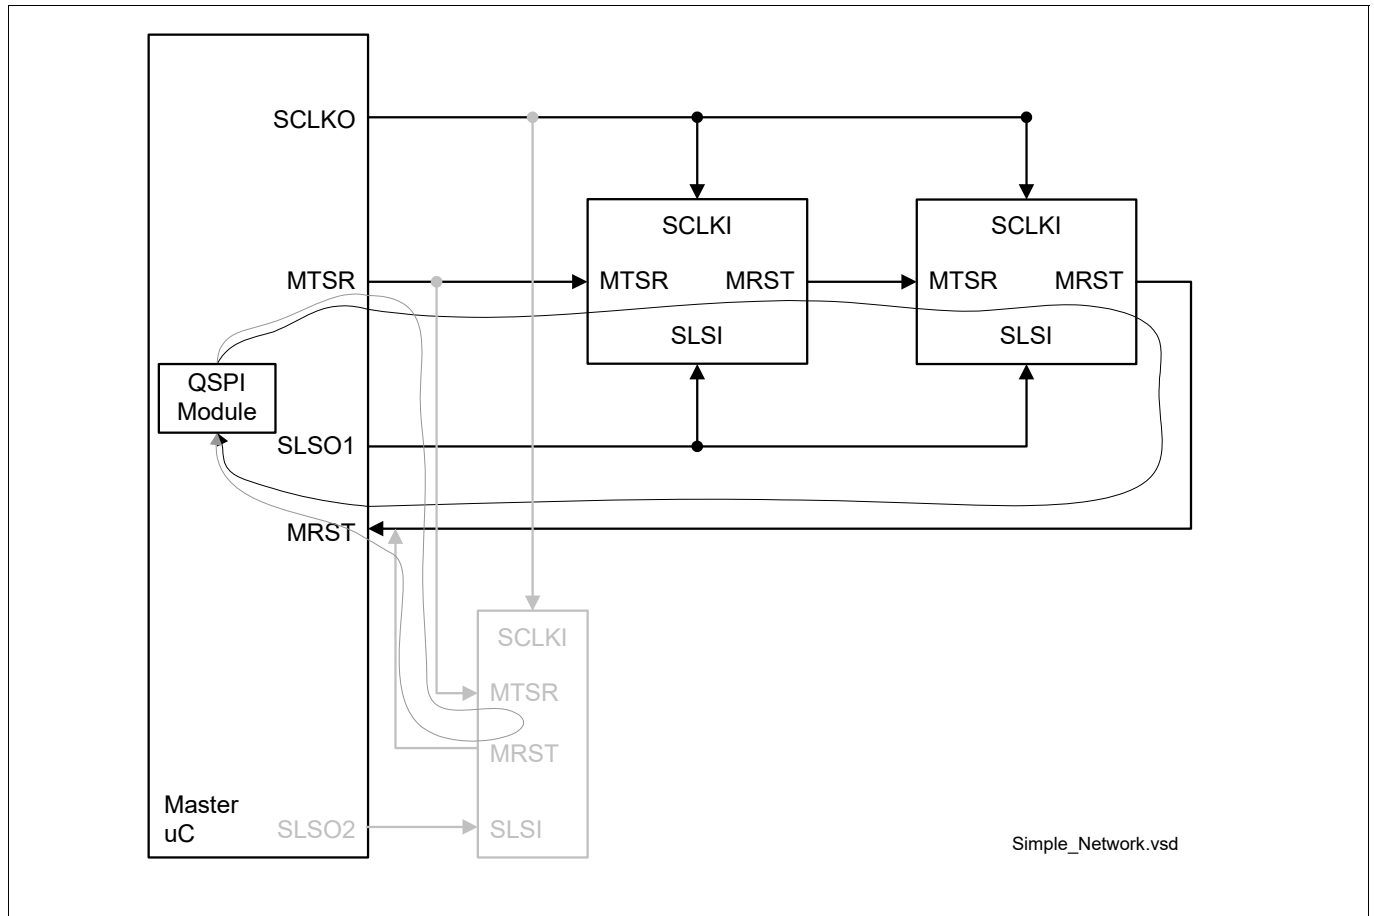 SCLKO
SCLKI
SCLKI
MTSR
MTSR
MRST
MTSR
MRST
SLSI
SLSI
QSPI
Module
SLSO1
MRST
SCLKI
MTSR
MRST
Master
uC
SLSO2
SLSI
Simple_Network.vsd